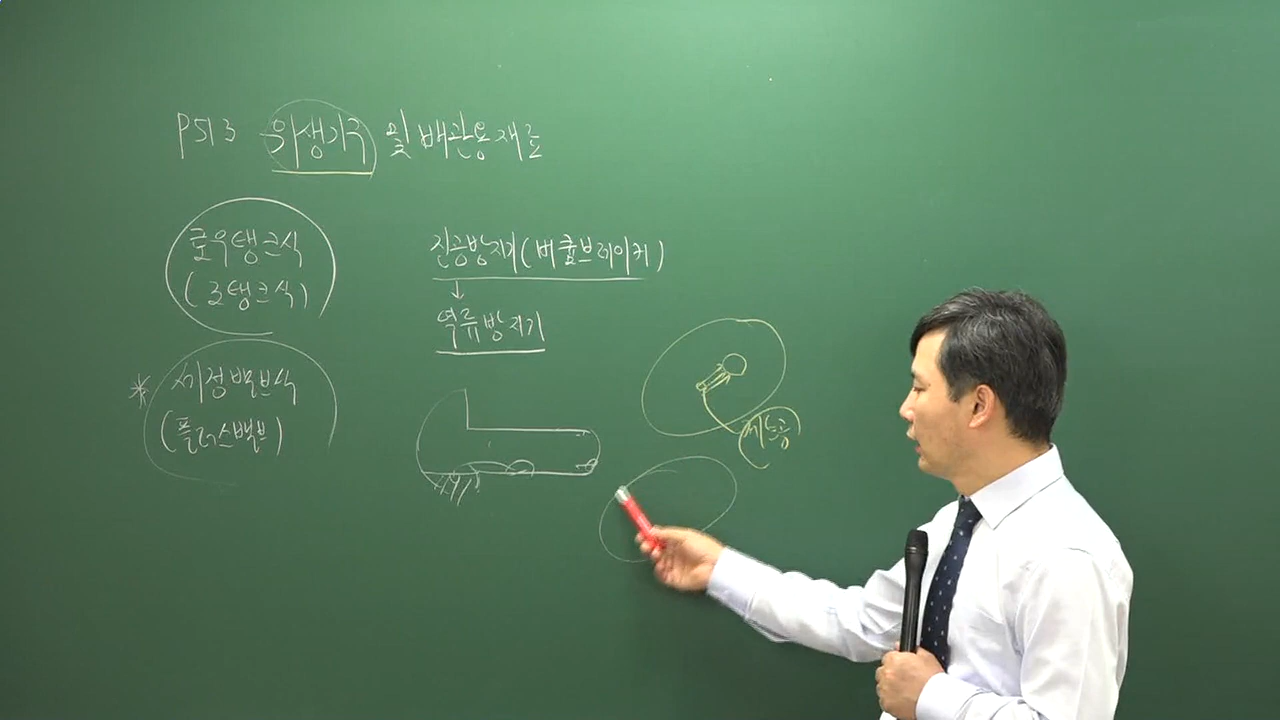 P513 위생기구 및 배관용재료
로우탱크식
(로탱크식)
진공방지기(버큠브레이커)
↓
역류방지기
* 세정밸브식
(플러스밸브)